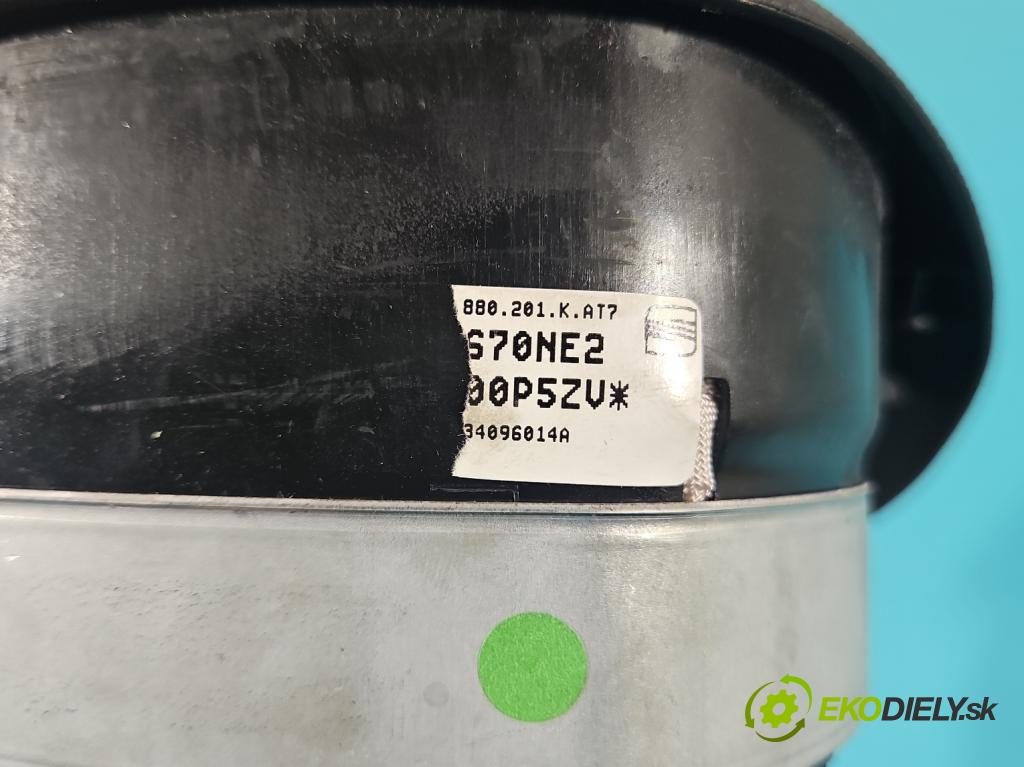 880.201.K.AT7
S70NE2
00P5ZV*
34096014A
EKODIELY.sk